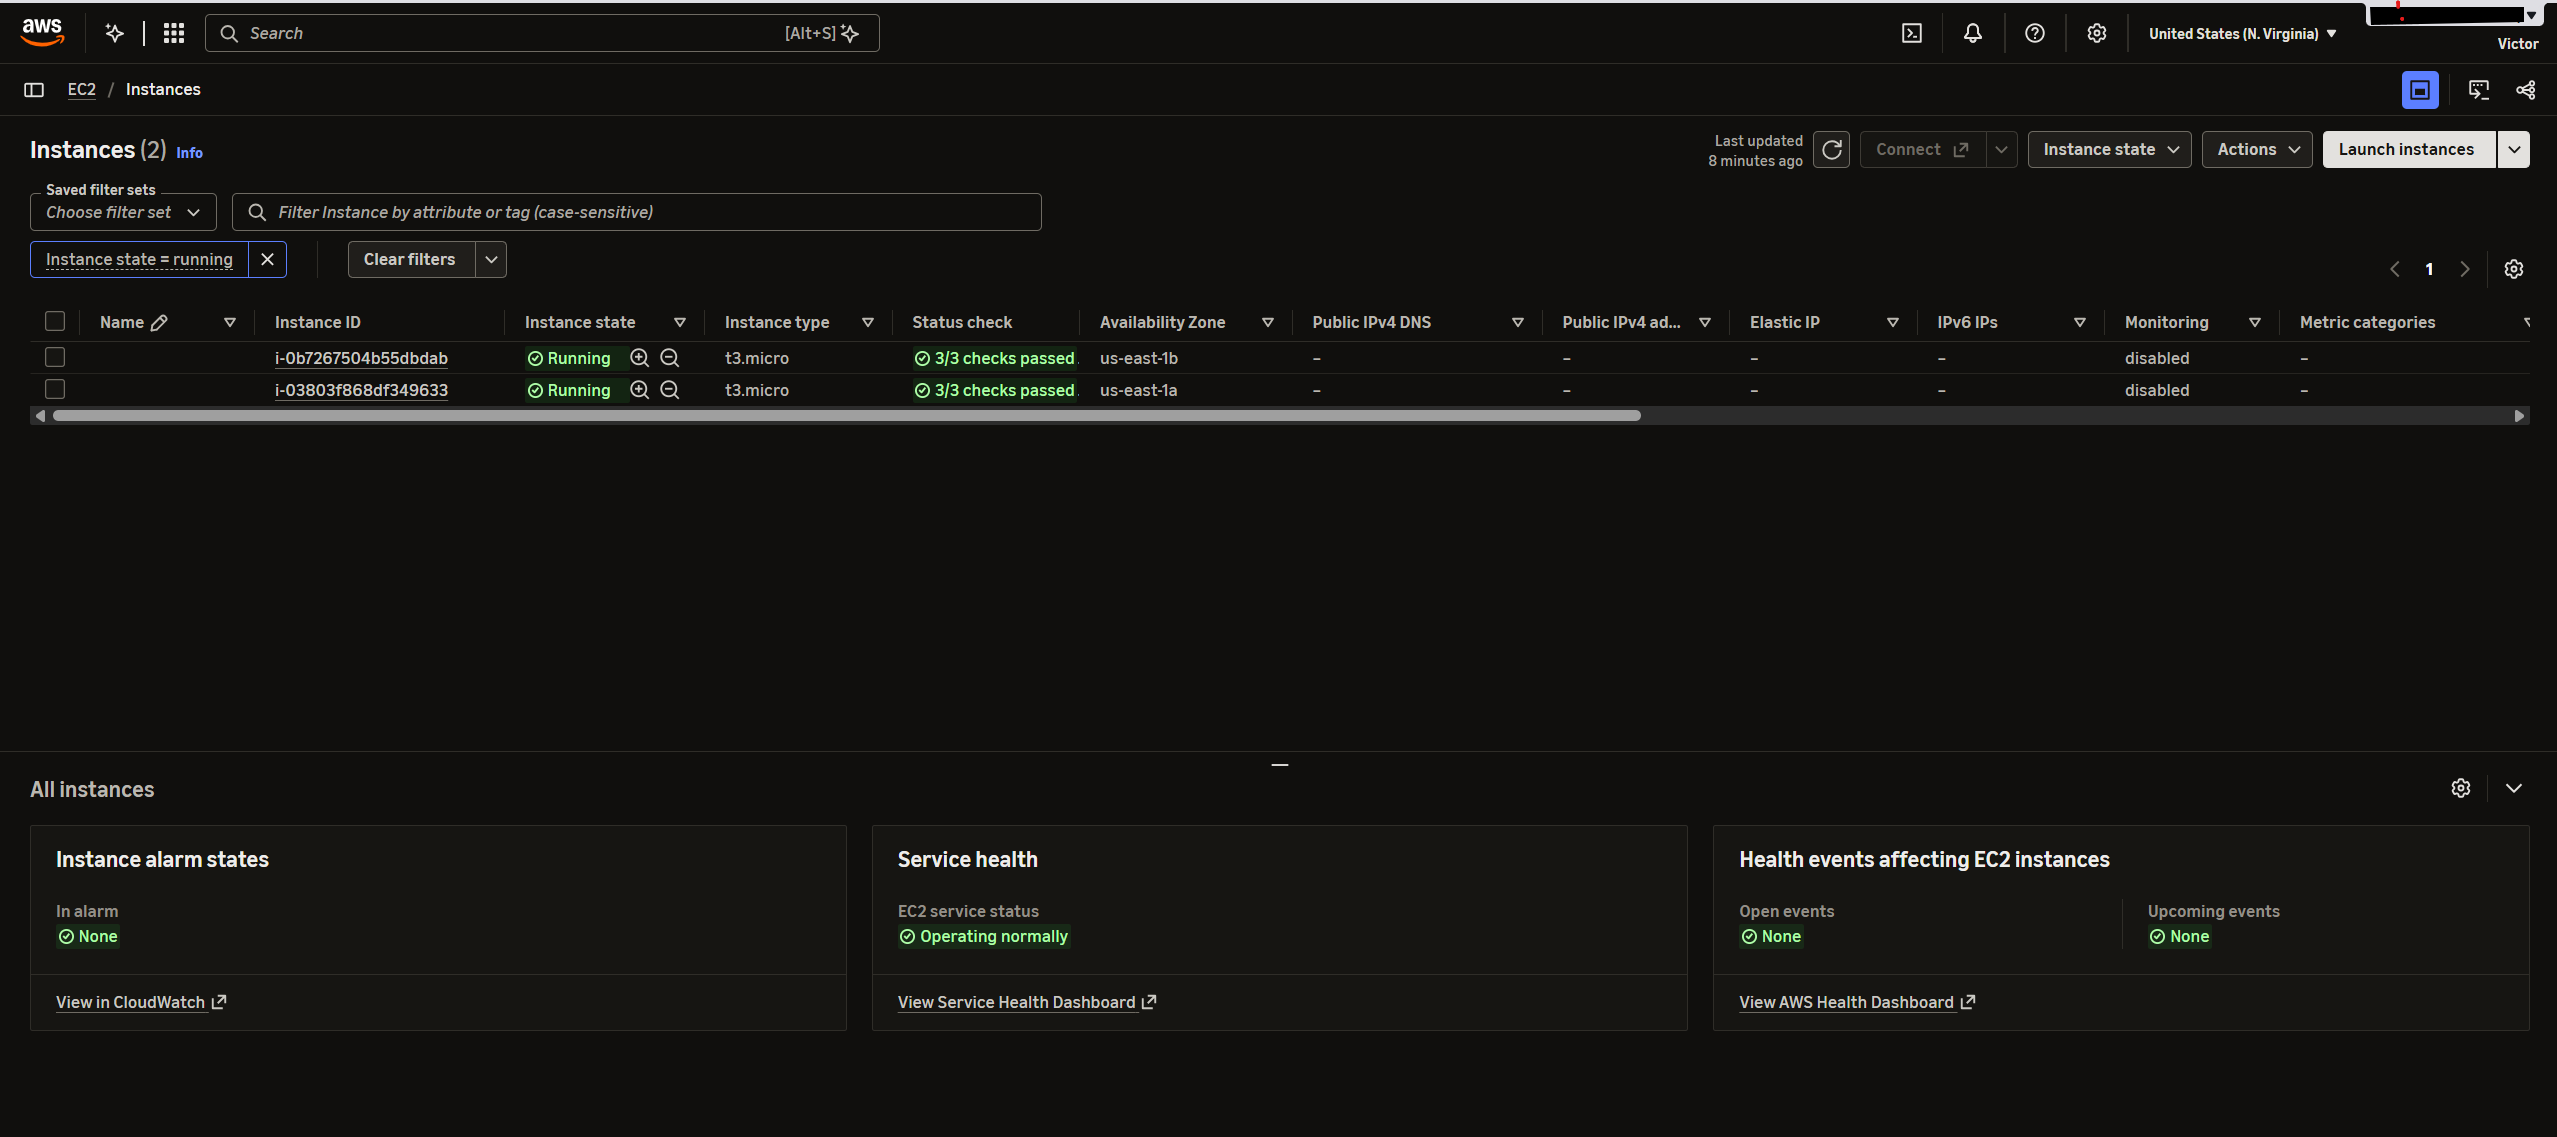 aws
Search [Alt+S]
United States (N. Virginia)
Victor
EC2 / Instances
Instances (2) Info
Last updated
8 minutes ago
Connect
Instance state
Actions
Launch instances
Saved filter sets
Choose filter set
Filter Instance by attribute or tag (case-sensitive)
Instance state = running
Clear filters
1
Name Instance ID Instance state Instance type Status check Availability Zone Public IPv4 DNS Public IPv4 ad... Elastic IP IPv6 IPs Monitoring Metric categories
i-0b7267504b55dbdab Running t3.micro 3/3 checks passed us-east-1b – – – – disabled –
i-03803f868df349633 Running t3.micro 3/3 checks passed us-east-1a – – – – disabled –
All instances
Instance alarm states
In alarm
None
View in CloudWatch
Service health
EC2 service status
Operating normally
View Service Health Dashboard
Health events affecting EC2 instances
Open events
None
Upcoming events
None
View AWS Health Dashboard